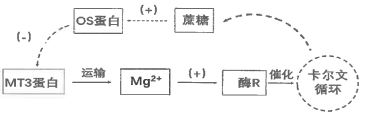 OS蛋白
(+)
蔗糖
(-)
MT3蛋白
运输
Mg²⁺
(+)
酶R
催化
卡尔文
循环